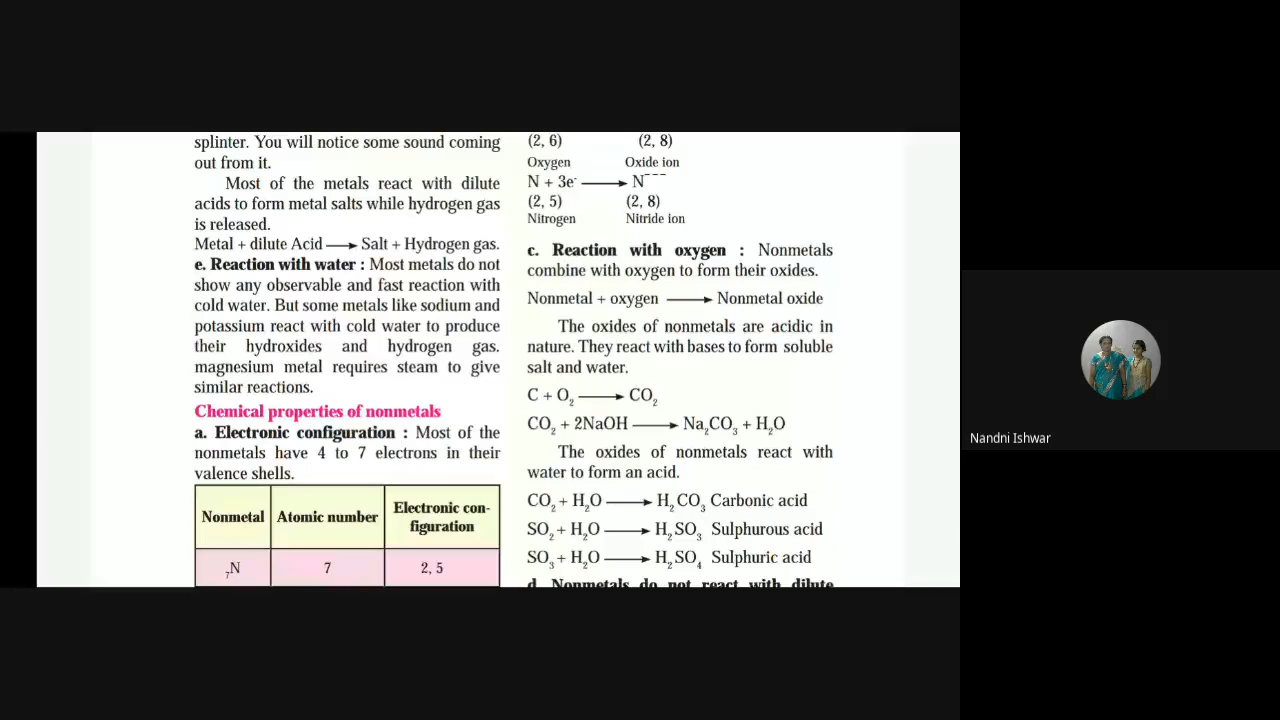 splinter. You will notice some sound coming
out from it.
Most of the metals react with dilute
acids to form metal salts while hydrogen gas
is released.
Metal + dilute Acid ⟶ Salt + Hydrogen gas.
e. Reaction with water : Most metals do not
show any observable and fast reaction with
cold water. But some metals like sodium and
potassium react with cold water to produce
their hydroxides and hydrogen gas.
magnesium metal requires steam to give
similar reactions.
Chemical properties of nonmetals
a. Electronic configuration : Most of the
nonmetals have 4 to 7 electrons in their
valence shells.
Nonmetal Atomic number Electronic con-
figuration
₇N 7 2, 5
(2, 6) (2, 8)
Oxygen Oxide ion
N + 3e⁻ ⟶ N⁻⁻⁻
(2, 5) (2, 8)
Nitrogen Nitride ion
c. Reaction with oxygen : Nonmetals
combine with oxygen to form their oxides.
Nonmetal + oxygen ⟶ Nonmetal oxide
The oxides of nonmetals are acidic in
nature. They react with bases to form soluble
salt and water.
C + O₂ ⟶ CO₂
CO₂ + 2NaOH ⟶ Na₂CO₃ + H₂O
The oxides of nonmetals react with
water to form an acid.
CO₂ + H₂O ⟶ H₂CO₃ Carbonic acid
SO₂ + H₂O ⟶ H₂SO₃ Sulphurous acid
SO₃ + H₂O ⟶ H₂SO₄ Sulphuric acid
d. Nonmetals do not react with dilute
Nandni Ishwar